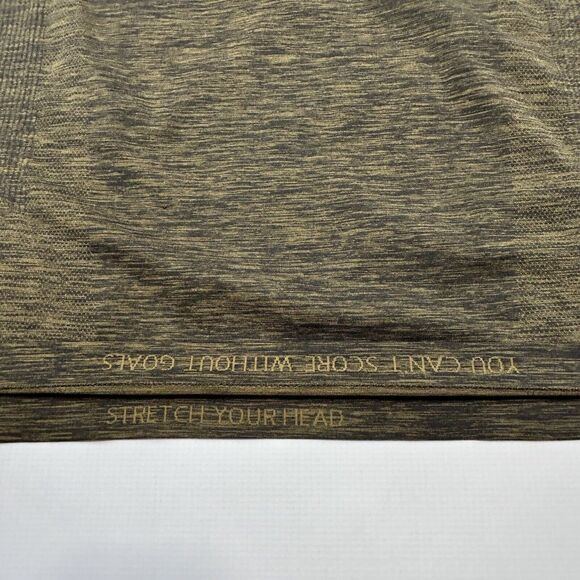 YOU CAN'T SCORE WITHOUT GOALS
STRETCH YOUR HEAD